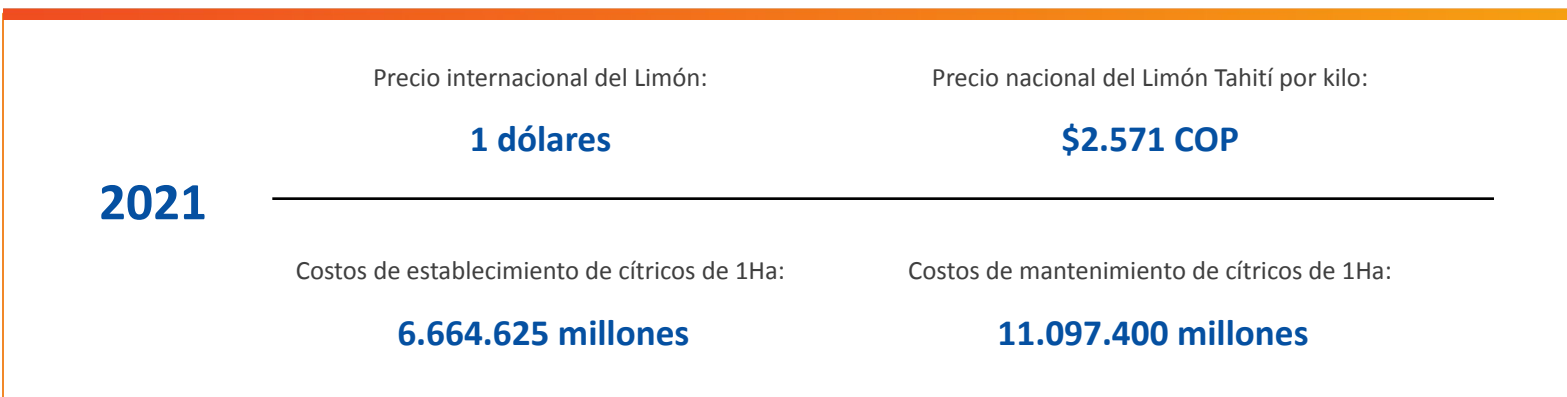 Precio internacional del Limón:
1 dólares
Precio nacional del Limón Tahití por kilo:
$2.571 COP
2021
Costos de establecimiento de cítricos de 1Ha:
6.664.625 millones
Costos de mantenimiento de cítricos de 1Ha:
11.097.400 millones